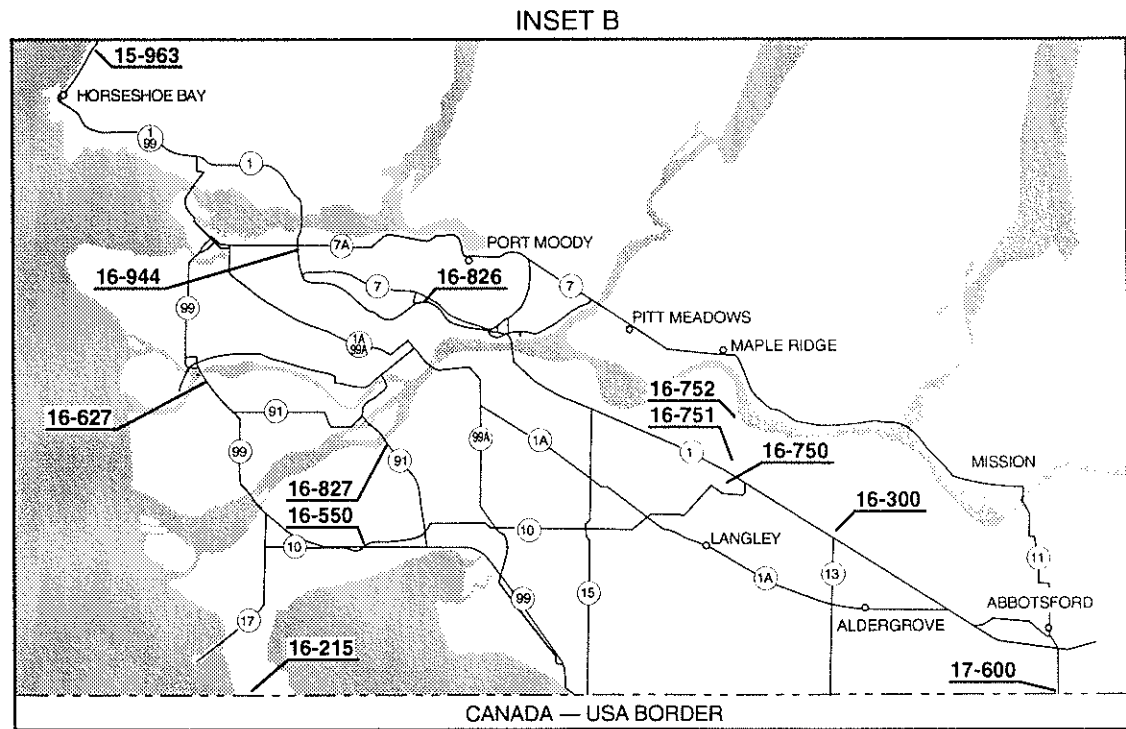 INSET B
15-963
HORSESHOE BAY
1
99
1
7A
PORT MOODY
16-944
7
16-826
7
99
PITT MEADOWS
1A
99A
MAPLE RIDGE
16-627
91
16-752
16-751
99
99A
1A
1
16-750
91
MISSION
16-827
16-550
16-300
10
10
LANGLEY
11
1A
13
15
99
ABBOTSFORD
17
ALDERGROVE
16-215
17-600
CANADA — USA BORDER